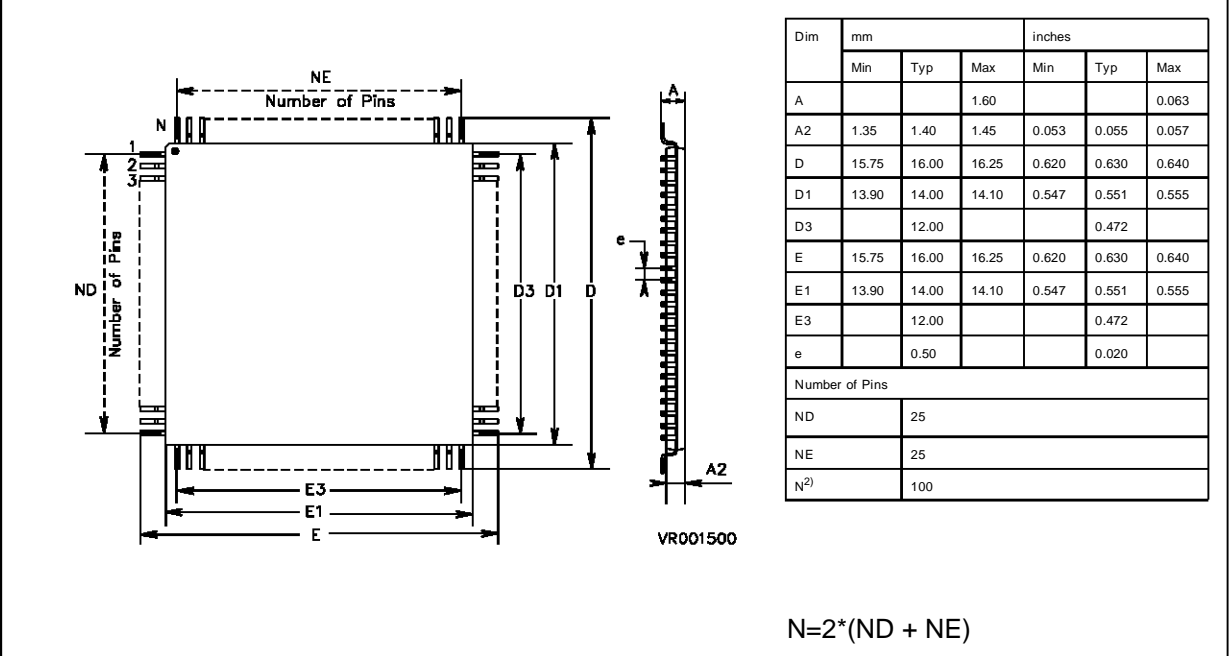 NE
Number of Pins
N
1
2
3
ND
Number of Pins
D3 D1 D
E3
E1
E
A
e
A
A2
VR001500
Dim mm inches
Min Typ Max Min Typ Max
A 1.60 0.063
A2 1.35 1.40 1.45 0.053 0.055 0.057
D 15.75 16.00 16.25 0.620 0.630 0.640
D1 13.90 14.00 14.10 0.547 0.551 0.555
D3 12.00 0.472
E 15.75 16.00 16.25 0.620 0.630 0.640
E1 13.90 14.00 14.10 0.547 0.551 0.555
E3 12.00 0.472
e 0.50 0.020
Number of Pins
ND 25
NE 25
N2) 100
N=2*(ND + NE)